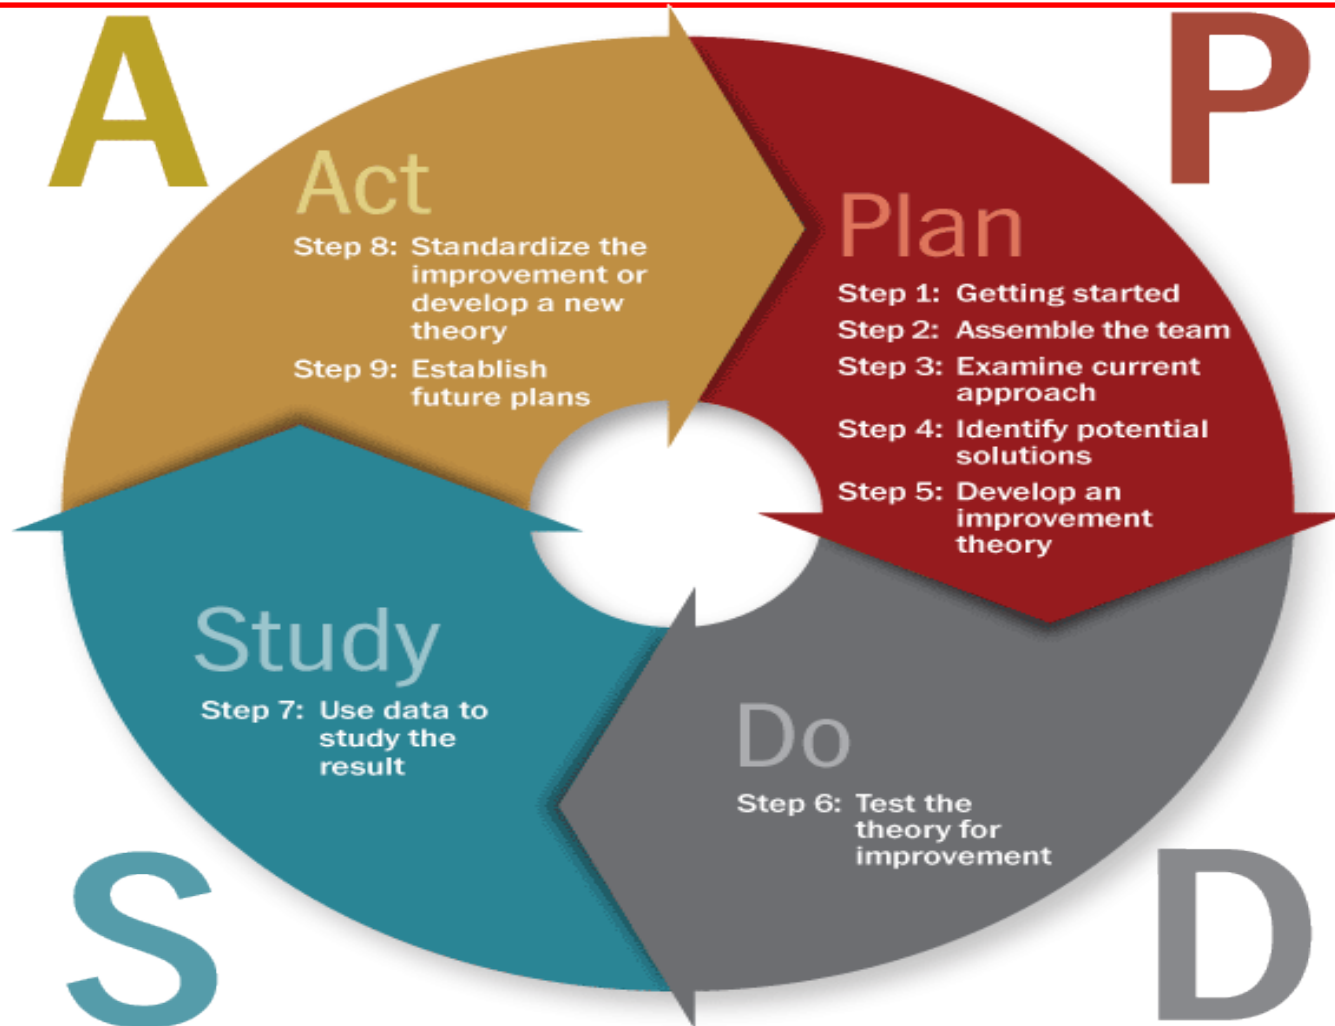 A
P
Act
Step 8: Standardize the
improvement or
develop a new
theory
Step 9: Establish
future plans
Plan
Step 1: Getting started
Step 2: Assemble the team
Step 3: Examine current
approach
Step 4: Identify potential
solutions
Step 5: Develop an
improvement
theory
Study
Step 7: Use data to
study the
result
Do
Step 6: Test the
theory for
improvement
S
D